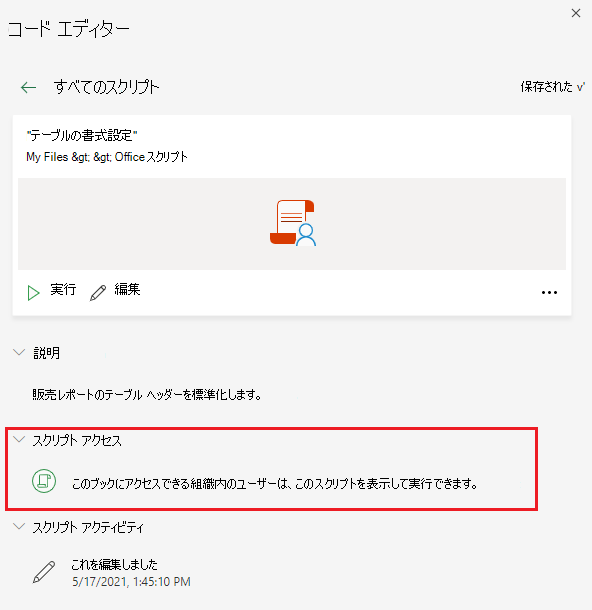 コード エディター
すべてのスクリプト
保存された v'
"テーブルの書式設定"
My Files &gt; &gt; Office スクリプト
実行
編集
説明
販売レポートのテーブル ヘッダーを標準化します。
スクリプト アクセス
このブックにアクセスできる組織内のユーザーは、このスクリプトを表示して実行できます。
スクリプト アクティビティ
これを編集しました
5/17/2021, 1:45:10 PM